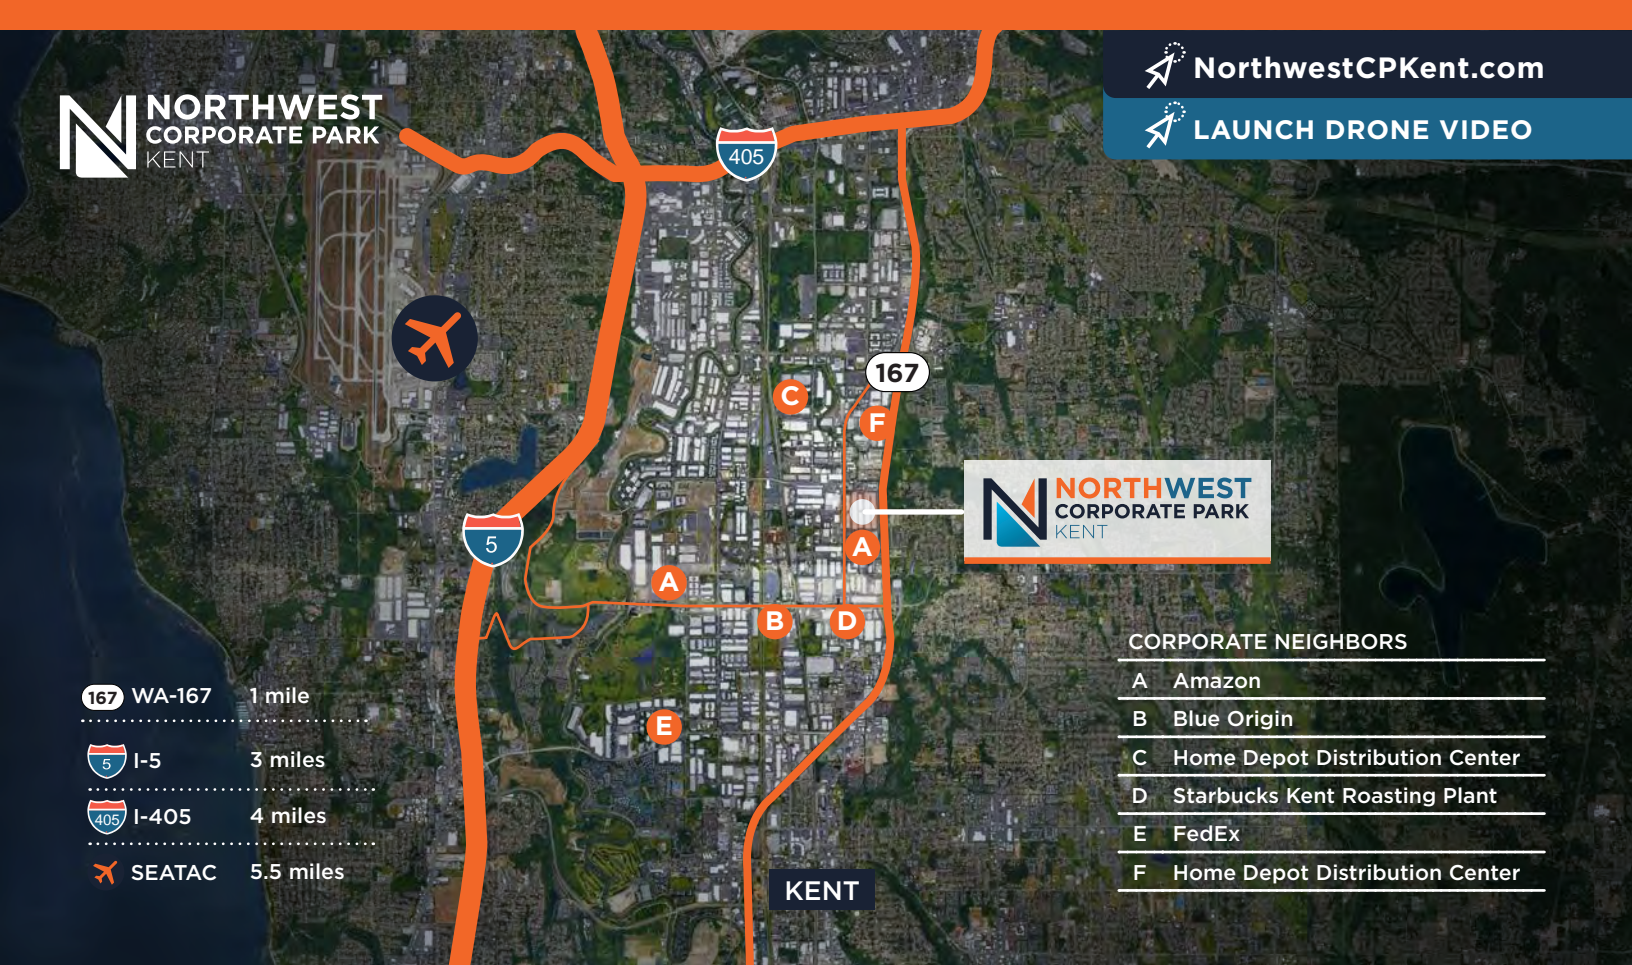 NorthwestCPKent.com
LAUNCH DRONE VIDEO
NORTHWEST
CORPORATE PARK
KENT
405
167
C
F
NORTHWEST
CORPORATE PARK
KENT
5
A
A
B
D
E
KENT
167 WA-167 1 mile
5 I-5 3 miles
405 I-405 4 miles
SEATAC 5.5 miles
CORPORATE NEIGHBORS
A Amazon
B Blue Origin
C Home Depot Distribution Center
D Starbucks Kent Roasting Plant
E FedEx
F Home Depot Distribution Center